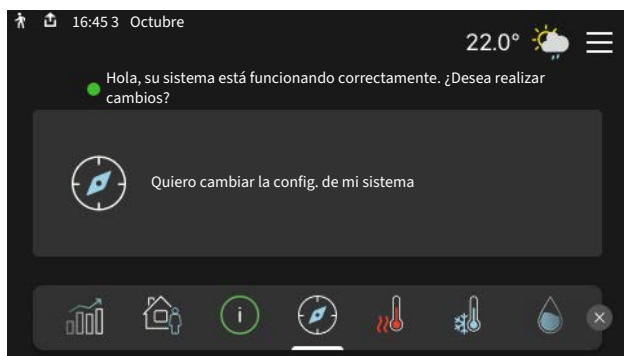 16:45 3 Octubre
22.0°
Hola, su sistema está funcionando correctamente. ¿Desea realizar
cambios?
Quiero cambiar la config. de mi sistema
i